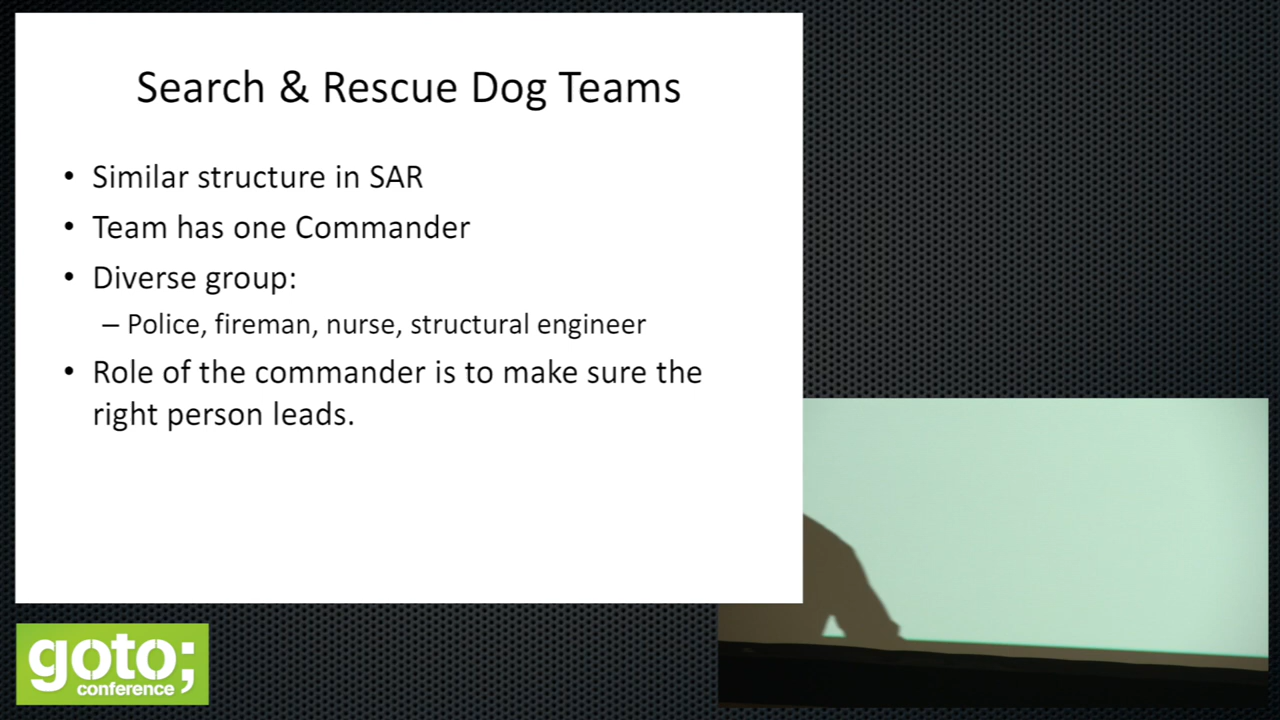 Search & Rescue Dog Teams
• Similar structure in SAR
• Team has one Commander
• Diverse group:
– Police, fireman, nurse, structural engineer
• Role of the commander is to make sure the
right person leads.
goto;
conference